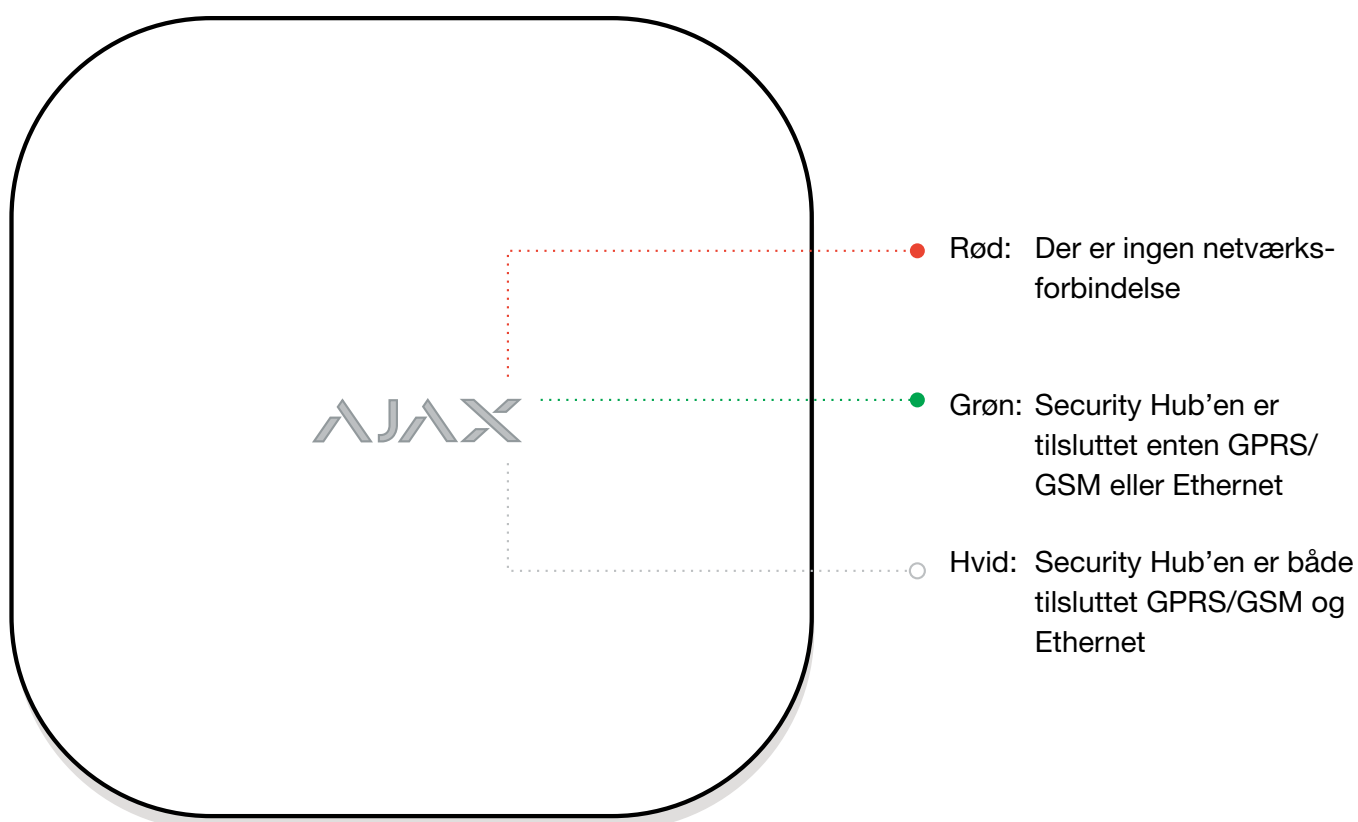 Rød: Der er ingen netværks-
forbindelse
AJAX
Grøn: Security Hub’en er
tilsluttet enten GPRS/
GSM eller Ethernet
Hvid: Security Hub’en er både
tilsluttet GPRS/GSM og
Ethernet